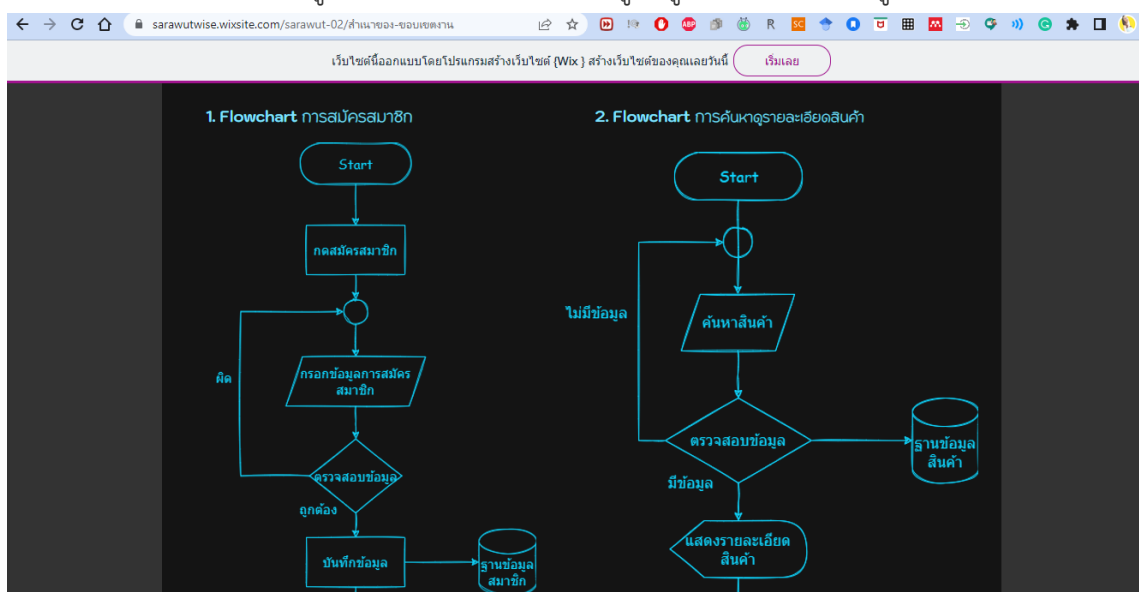 sarawutwise.wixsite.com/sarawut-02/สำเนาของ-ขอบเขตงาน
เว็บไซต์นี้ออกแบบโดยโปรแกรมสร้างเว็บไซต์ {Wix } สร้างเว็บไซต์ของคุณเลยวันนี้ เริ่มเลย
1. Flowchart การสมัครสมาชิก
Start
กดสมัครสมาชิก
ผิด
กรอกข้อมูลการสมัคร
สมาชิก
ตรวจสอบข้อมูล
ถูกต้อง
บันทึกข้อมูล
ฐานข้อมูล
สมาชิก
2. Flowchart การค้นหาดูรายละเอียดสินค้า
Start
ไม่มีข้อมูล
ค้นหาสินค้า
ตรวจสอบข้อมูล
ฐานข้อมูล
สินค้า
มีข้อมูล
แสดงรายละเอียด
สินค้า